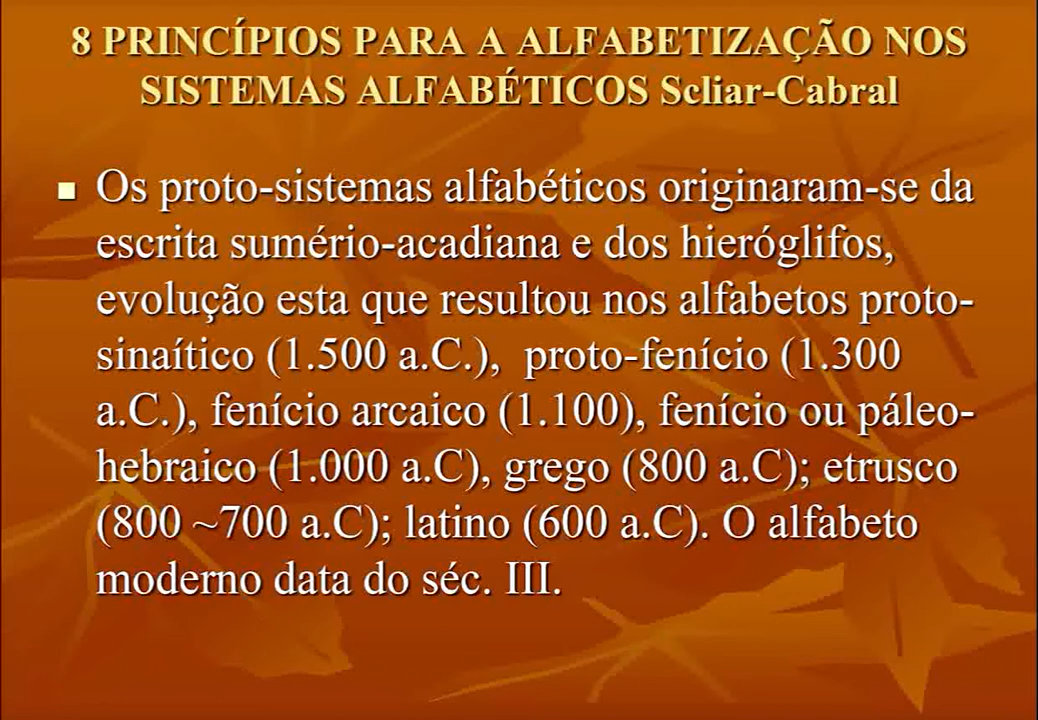 8 PRINCÍPIOS PARA A ALFABETIZAÇÃO NOS
SISTEMAS ALFABÉTICOS Scliar-Cabral
Os proto-sistemas alfabéticos originaram-se da
escrita sumério-acadiana e dos hieróglifos,
evolução esta que resultou nos alfabetos proto-
sinaítico (1.500 a.C.), proto-fenício (1.300
a.C.), fenício arcaico (1.100), fenício ou páleo-
hebraico (1.000 a.C), grego (800 a.C); etrusco
(800 ~700 a.C); latino (600 a.C). O alfabeto
moderno data do séc. III.